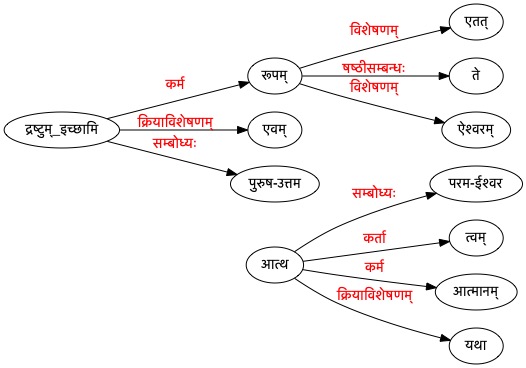 एतत्
विशेषणम्
कर्म
रूपम्
षष्ठीसम्बन्धः
ते
विशेषणम्
द्रष्टुम्_इच्छामि
क्रियाविशेषणम्
एवम्
ऐश्वरम्
सम्बोध्यः
पुरुष-उत्तम
परम-ईश्वर
सम्बोध्यः
कर्ता
त्वम्
आत्थ
कर्म
आत्मानम्
क्रियाविशेषणम्
यथा